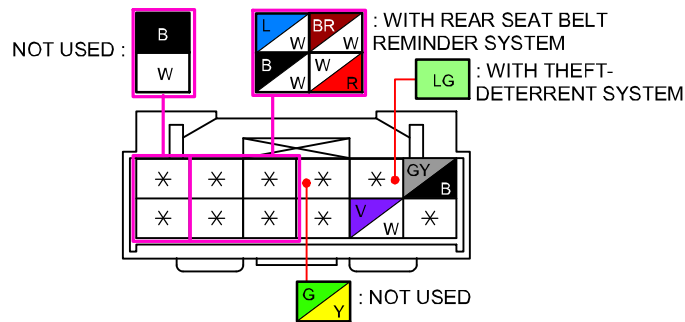 NOT USED :
B
W
L
W
BR
W
B
W
W
R
: WITH REAR SEAT BELT
REMINDER SYSTEM
LG
: WITH THEFT-
DETERRENT SYSTEM
* * * * * GY
B
* * * * V
W
*
G
Y
: NOT USED